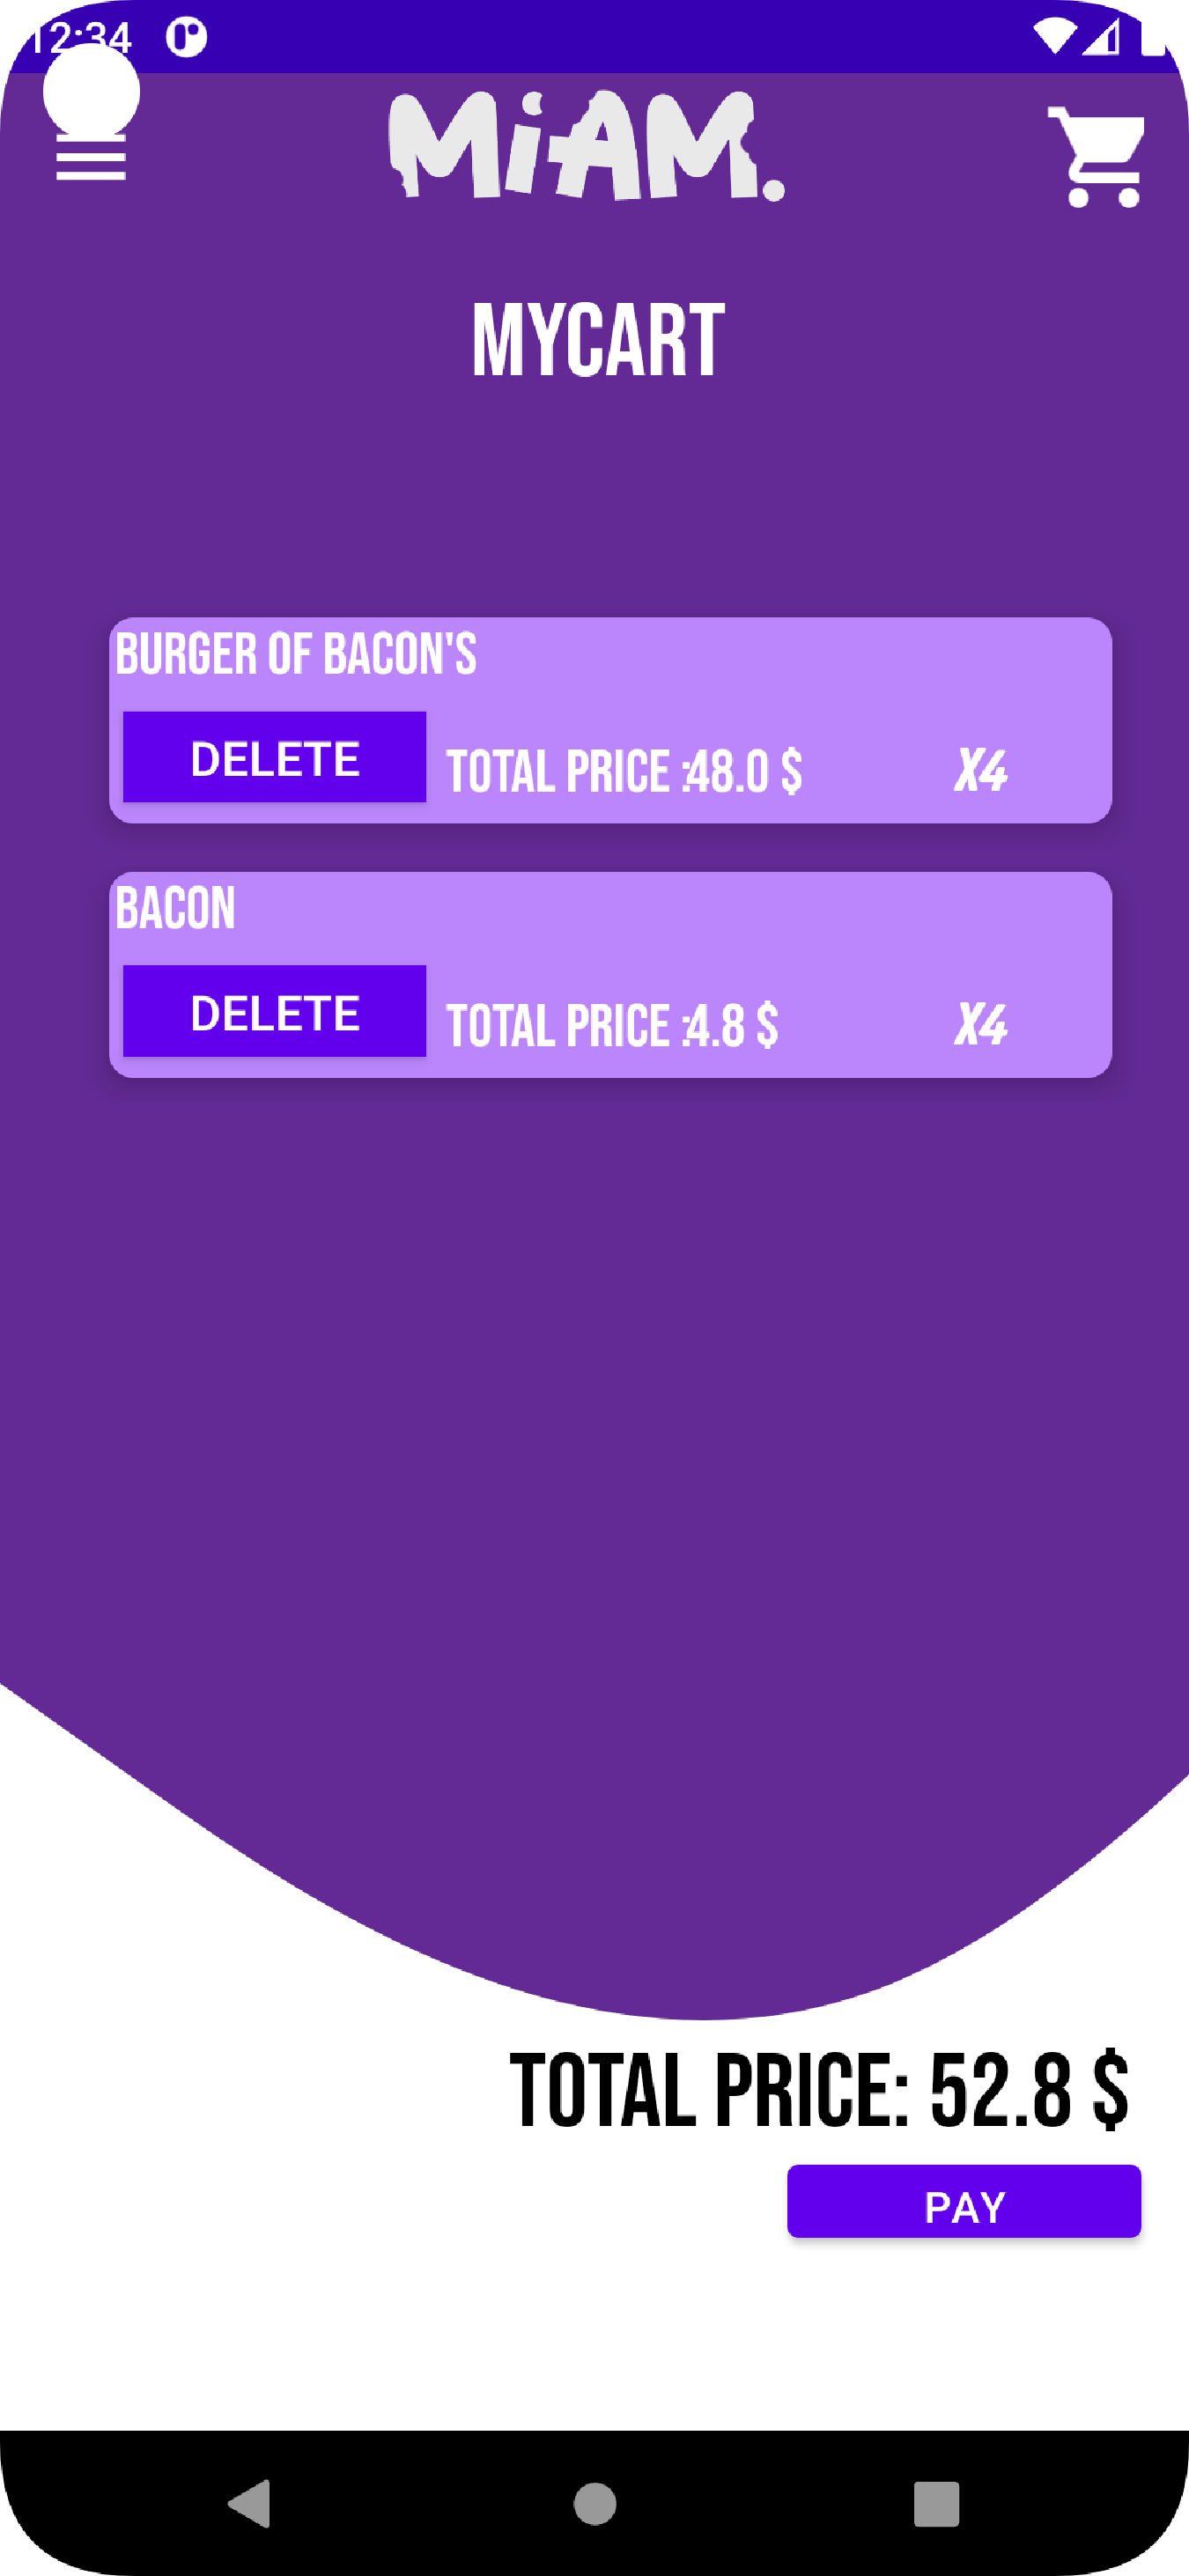 12:34
MiAM.
MYCART
BURGER OF BACON'S
DELETE TOTAL PRICE :48.0 $ X4
BACON
DELETE TOTAL PRICE :4.8 $ X4
TOTAL PRICE: 52.8 $
PAY